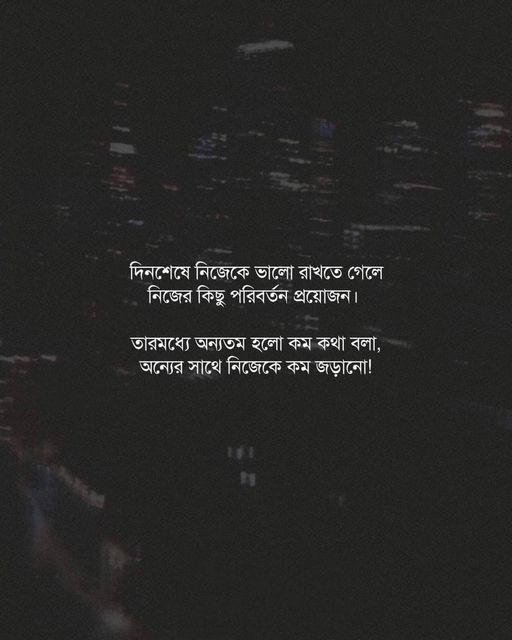 দিনশেষে নিজেকে ভালো রাখতে গেলে
নিজের কিছু পরিবর্তন প্রয়োজন।
তারমধ্যে অন্যতম হলো কম কথা বলা,
অন্যের সাথে নিজেকে কম জড়ানো!